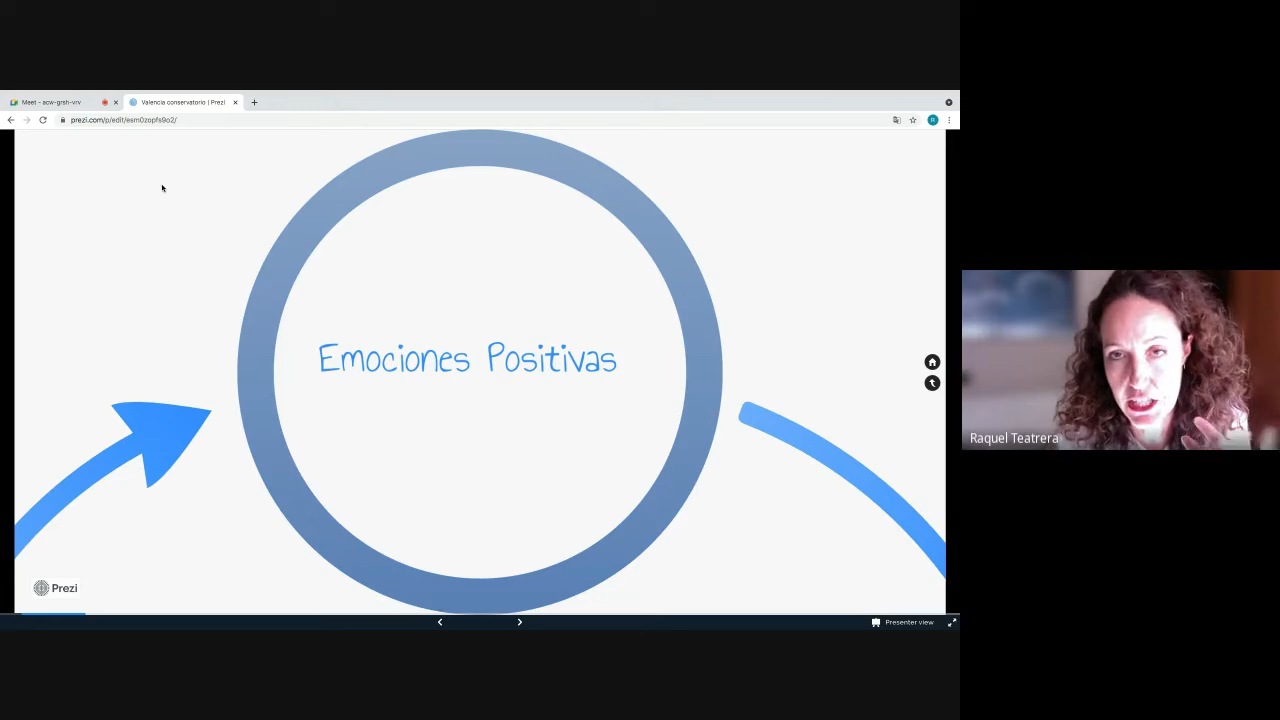 Meet - acw-grsh-vrv
Valencia conservatorio | Prezi
prezi.com/p/edit/esm0zopfs9o2/
R
Emociones Positivas
Raquel Teatrera
Prezi
Presenter view